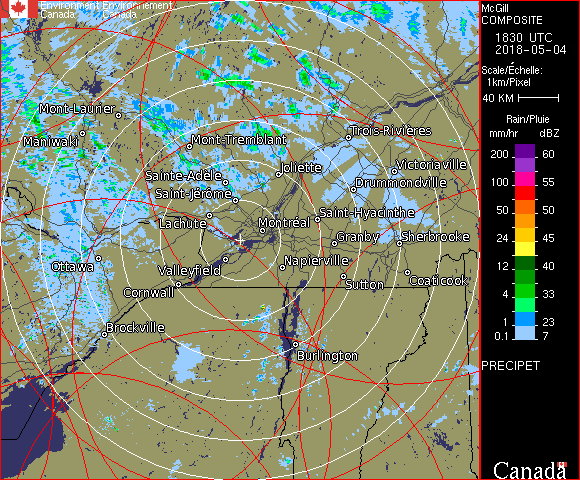 Environment Environnement
Canada Canada
McGill
COMPOSITE
1830 UTC
2018-05-04
Scale/Échelle:
1km/Pixel
40 KM
Rain/Pluie
mm/hr dBZ
200 60
100 55
50 50
24 45
12 40
4 33
1 23
0.1 7
PRECIPET
Canada
Mont-Laurier
Maniwaki
Mont-Tremblant
Trois-Rivières
Joliette
Victoriaville
Sainte-Adèle
Drummondville
Saint-Jérôme
Lachute
Saint-Hyacinthe
Montréal
Granby
Sherbrooke
Ottawa
Valleyfield
Napierville
Sutton
Coaticook
Cornwall
Brockville
Burlington